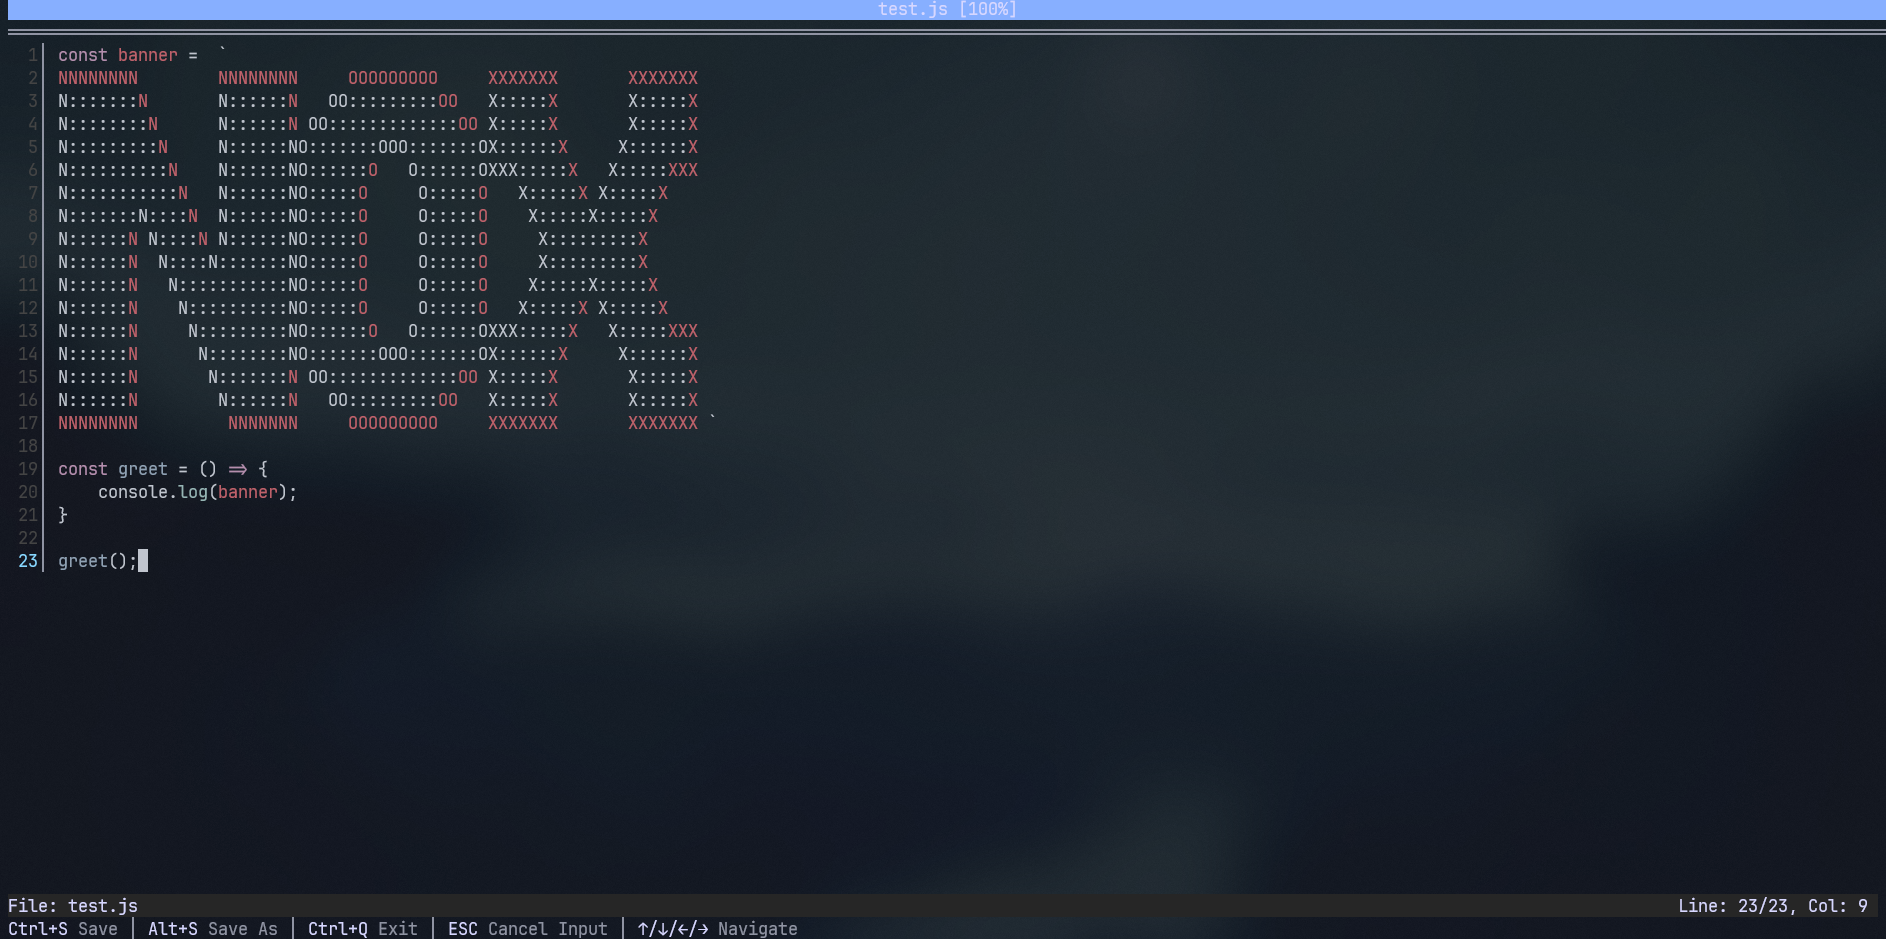 test.js [100%]
1 const banner =  `
2 NNNNNNNN        NNNNNNNN     OOOOOOOOO     XXXXXXX       XXXXXXX
3 N:::::::N       N::::::N   OO:::::::::OO   X:::::X       X:::::X
4 N::::::::N      N::::::N OO:::::::::::::OO X:::::X       X:::::X
5 N:::::::::N     N::::::NO:::::::OOO:::::::OX::::::X     X::::::X
6 N::::::::::N    N::::::NO::::::O   O::::::OXXX:::::X   X:::::XXX
7 N:::::::::::N   N::::::NO:::::O     O:::::O   X:::::X X:::::X
8 N:::::::N::::N  N::::::NO:::::O     O:::::O    X:::::X:::::X
9 N::::::N N::::N N::::::NO:::::O     O:::::O     X:::::::::X
10 N::::::N  N::::N:::::::NO:::::O     O:::::O     X:::::::::X
11 N::::::N   N:::::::::::NO:::::O     O:::::O    X:::::X:::::X
12 N::::::N    N::::::::::NO:::::O     O:::::O   X:::::X X:::::X
13 N::::::N     N:::::::::NO::::::O   O::::::OXXX:::::X   X:::::XXX
14 N::::::N      N::::::::NO:::::::OOO:::::::OX::::::X     X::::::X
15 N::::::N       N:::::::N OO:::::::::::::OO X:::::X       X:::::X
16 N::::::N        N::::::N   OO:::::::::OO   X:::::X       X:::::X
17 NNNNNNNN         NNNNNNN     OOOOOOOOO     XXXXXXX       XXXXXXX `
18
19 const greet = () => {
20     console.log(banner);
21 }
22
23 greet();
File: test.js Line: 23/23, Col: 9
Ctrl+S Save │ Alt+S Save As │ Ctrl+Q Exit │ ESC Cancel Input │ ↑/↓/←/→ Navigate